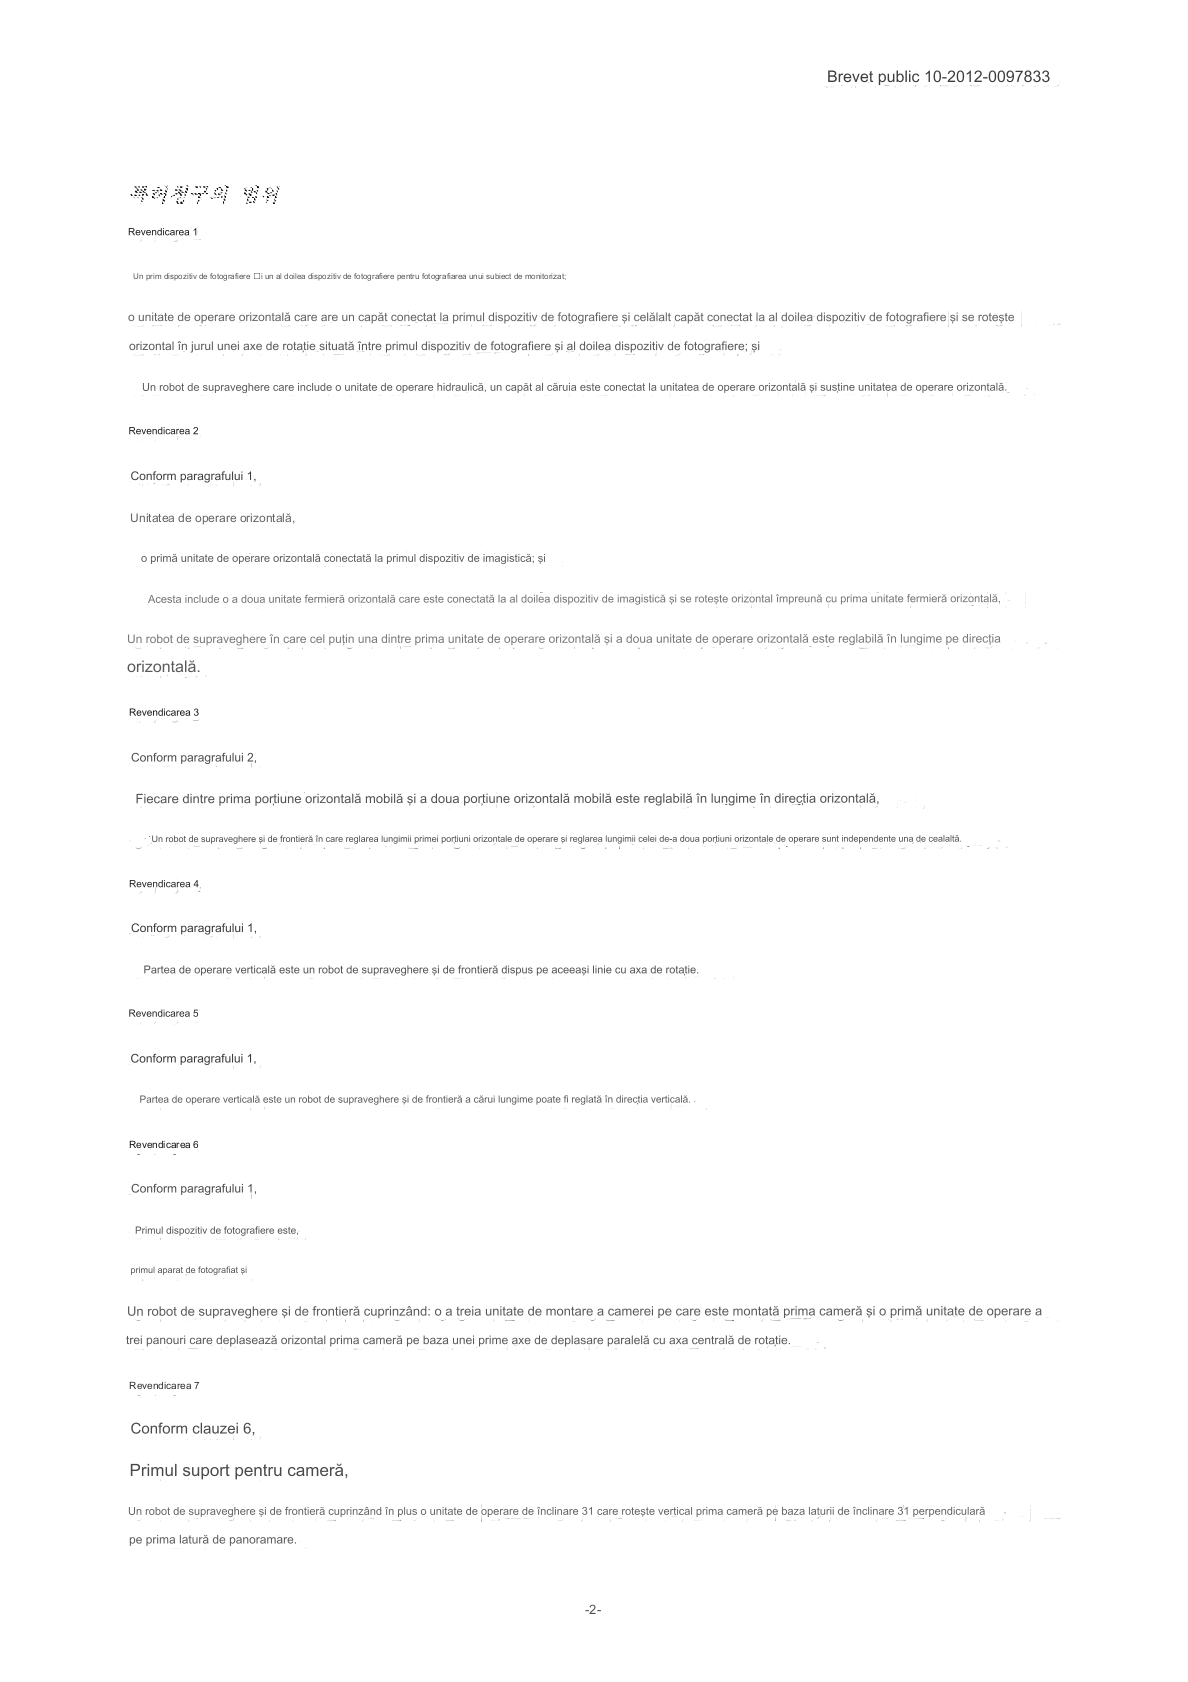 Brevet public 10-2012-0097833
특허청구의 범위
Revendicarea 1
Un prim dispozitiv de fotografiere □i un al doilea dispozitiv de fotografiere pentru fotografiarea unui subiect de monitorizat;
o unitate de operare orizontală care are un capăt conectat la primul dispozitiv de fotografiere și celălalt capăt conectat la al doilea dispozitiv de fotografiere și se rotește
orizontal în jurul unei axe de rotație situată între primul dispozitiv de fotografiere și al doilea dispozitiv de fotografiere; și
Un robot de supraveghere care include o unitate de operare hidraulică, un capăt al căruia este conectat la unitatea de operare orizontală și susține unitatea de operare orizontală.
Revendicarea 2
Conform paragrafului 1,
Unitatea de operare orizontală,
o primă unitate de operare orizontală conectată la primul dispozitiv de imagistică; și
Acesta include o a doua unitate fermieră orizontală care este conectată la al doilea dispozitiv de imagistică și se rotește orizontal împreună cu prima unitate fermieră orizontală,
Un robot de supraveghere în care cel puțin una dintre prima unitate de operare orizontală și a doua unitate de operare orizontală este reglabilă în lungime pe direcția
orizontală.
Revendicarea 3
Conform paragrafului 2,
Fiecare dintre prima porțiune orizontală mobilă și a doua porțiune orizontală mobilă este reglabilă în lungime în direcția orizontală,
Un robot de supraveghere și de frontieră în care reglarea lungimii primei porțiuni orizontale de operare și reglarea lungimii celei de-a doua porțiuni orizontale de operare sunt independente una de cealaltă.
Revendicarea 4
Conform paragrafului 1,
Partea de operare verticală este un robot de supraveghere și de frontieră dispus pe aceeași linie cu axa de rotație.
Revendicarea 5
Conform paragrafului 1,
Partea de operare verticală este un robot de supraveghere și de frontieră a cărui lungime poate fi reglată în direcția verticală.
Revendicarea 6
Conform paragrafului 1,
Primul dispozitiv de fotografiere este,
primul aparat de fotografiat și
Un robot de supraveghere și de frontieră cuprinzând: o a treia unitate de montare a camerei pe care este montată prima cameră și o primă unitate de operare a
trei panouri care deplasează orizontal prima cameră pe baza unei prime axe de deplasare paralelă cu axa centrală de rotație.
Revendicarea 7
Conform clauzei 6,
Primul suport pentru cameră,
Un robot de supraveghere și de frontieră cuprinzând în plus o unitate de operare de înclinare 31 care rotește vertical prima cameră pe baza laturii de înclinare 31 perpendiculară
pe prima latură de panoramare.
-2-